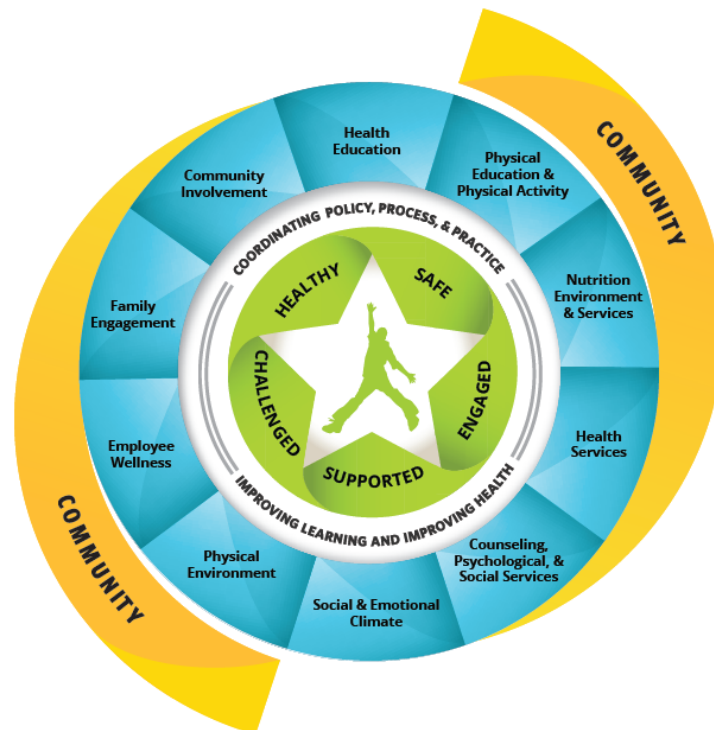 COMMUNITY
Health
Education
Physical
Education &
Physical Activity
Nutrition
Environment
& Services
Health
Services
Counseling,
Psychological, &
Social Services
Social & Emotional
Climate
Physical
Environment
Employee
Wellness
Family
Engagement
Community
Involvement
COORDINATING POLICY, PROCESS, & PRACTICE
HEALTHY
SAFE
ENGAGED
SUPPORTED
CHALLENGED
IMPROVING LEARNING AND IMPROVING HEALTH
COMMUNITY